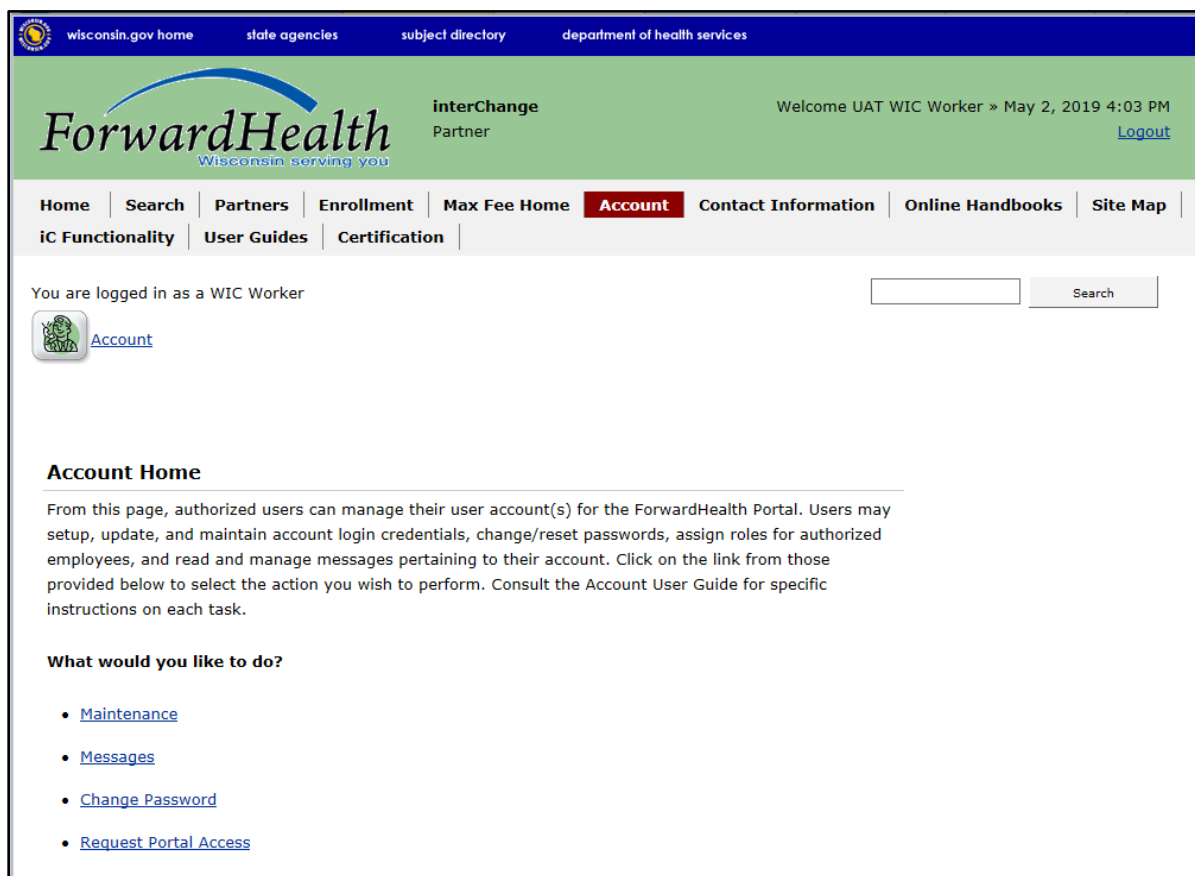 wisconsin.gov home state agencies subject directory department of health services
ForwardHealth
Wisconsin serving you
interChange
Partner
Welcome UAT WIC Worker » May 2, 2019 4:03 PM
Logout
Home Search Partners Enrollment Max Fee Home Account Contact Information Online Handbooks Site Map
iC Functionality User Guides Certification
You are logged in as a WIC Worker
Search
Account
Account Home
From this page, authorized users can manage their user account(s) for the ForwardHealth Portal. Users may
setup, update, and maintain account login credentials, change/reset passwords, assign roles for authorized
employees, and read and manage messages pertaining to their account. Click on the link from those
provided below to select the action you wish to perform. Consult the Account User Guide for specific
instructions on each task.
What would you like to do?
• Maintenance
• Messages
• Change Password
• Request Portal Access